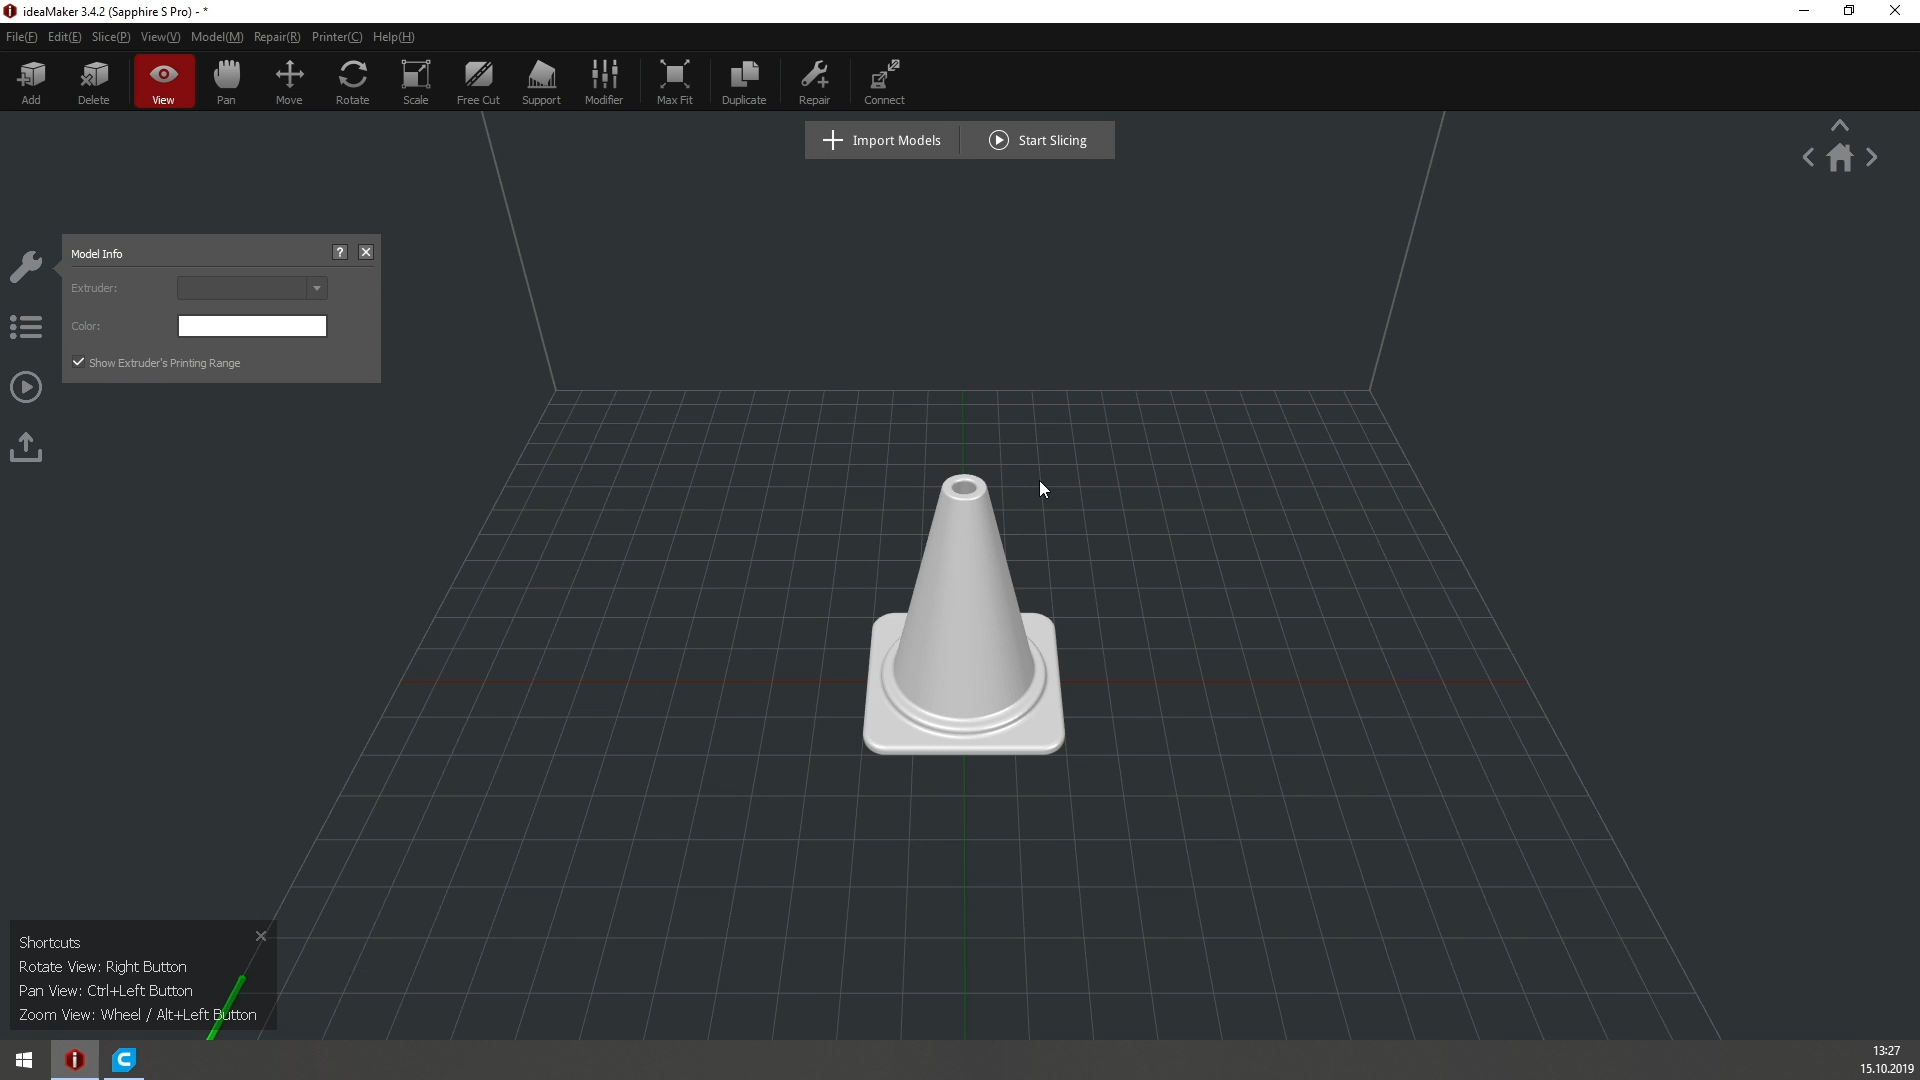 ideaMaker 3.4.2 (Sapphire S Pro) - *
File(F) Edit(E) Slice(P) View(V) Model(M) Repair(R) Printer(C) Help(H)
Add Delete View Pan Move Rotate Scale Free Cut Support Modifier Max Fit Duplicate Repair Connect
Import Models Start Slicing
Model Info ?
Extruder:
Color:
Show Extruder's Printing Range
Shortcuts
Rotate View: Right Button
Pan View: Ctrl+Left Button
Zoom View: Wheel / Alt+Left Button
13:27
15.10.2019